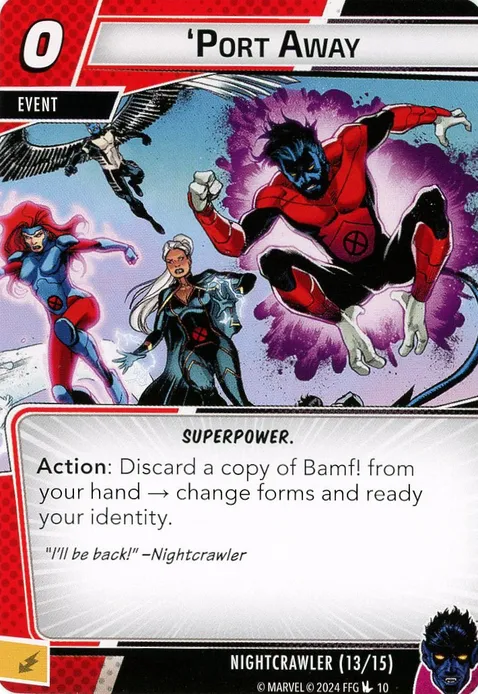 0
‘PORT AWAY
EVENT
SUPERPOWER.
Action: Discard a copy of Bamf! from
your hand → change forms and ready
your identity.
"I'll be back!" –Nightcrawler
NIGHTCRAWLER (13/15)
© MARVEL © 2024 FFG 10